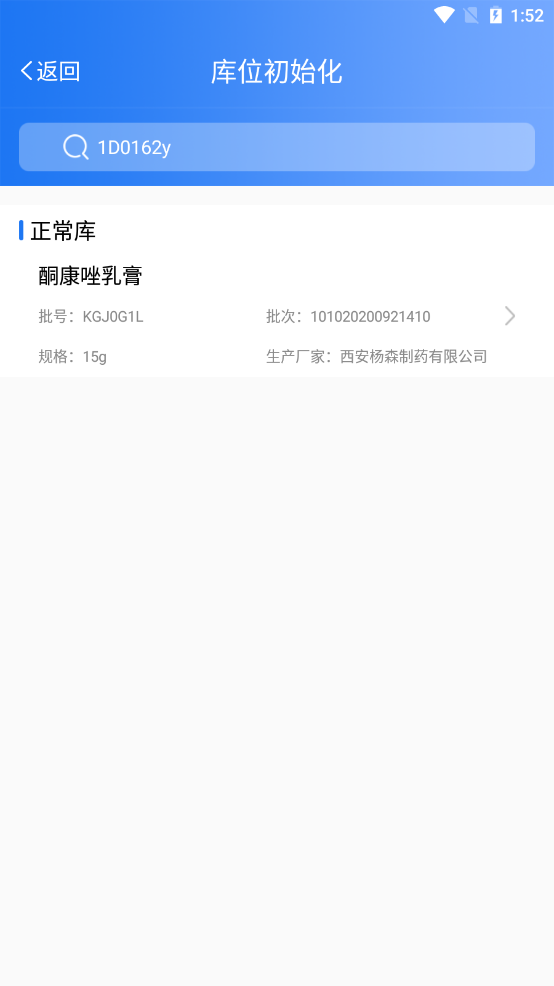 1:52
返回
库位初始化
1D0162y
正常库
酮康唑乳膏
批号：KGJ0G1L
批次：101020200921410
规格：15g
生产厂家：西安杨森制药有限公司